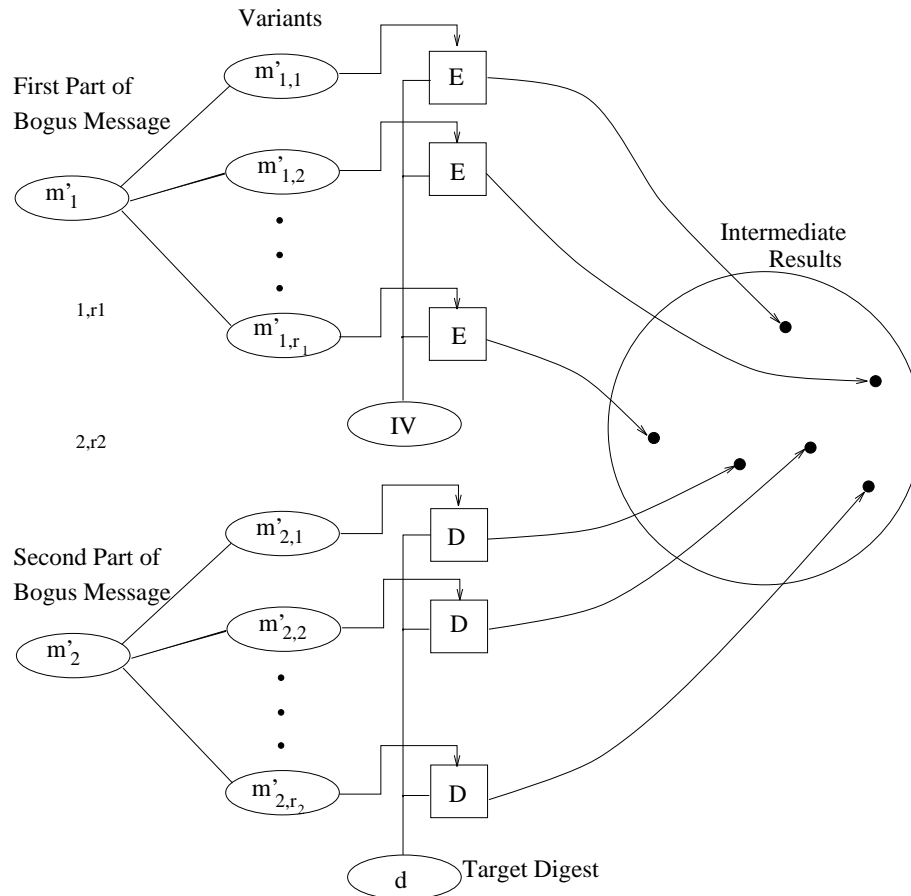 Variants
First Part of
Bogus Message
m'1,1
E
m'1
m'1,2
E
Intermediate
Results
1,r1
m'1,r1
E
IV
2,r2
Second Part of
Bogus Message
m'2,1
D
m'2
m'2,2
D
m'2,r2
D
d
Target Digest